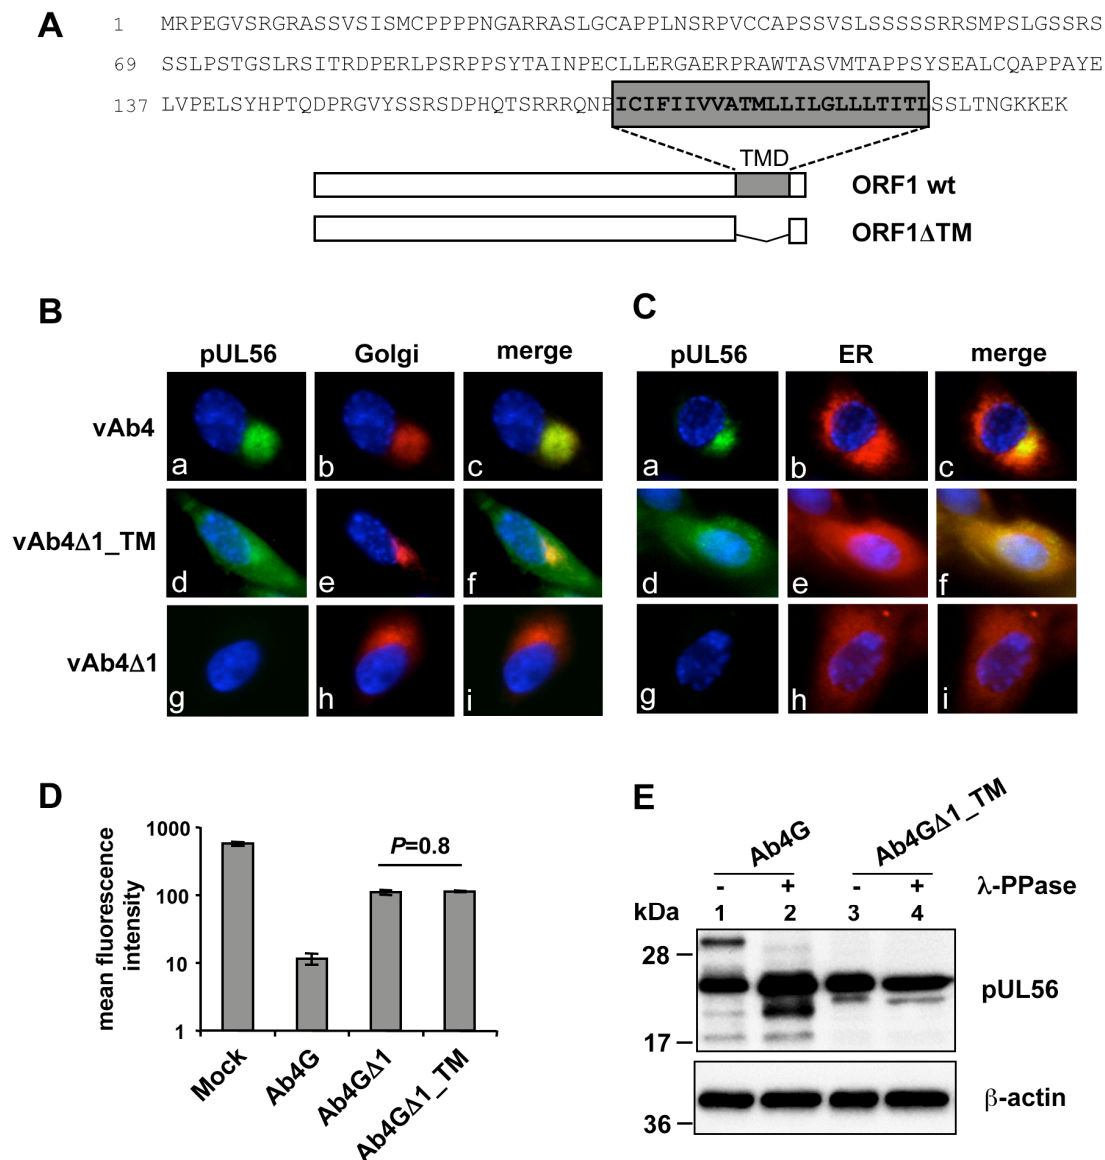 A
1 MRPEGVSRGRASSVSISMCPPPPNGARRASLGCAPPLNSRPVCCAPSSVSLSSSSSRRSMPSLGSSRS
69 SSLPSTGSLRSITRDPERLPSRPPSYTAINPECLLERGAERPRAWTASVMTAPPSYSEALCQAPPAYE
137 LVPELSYHPTQDPRGVYSSRSDPHQTSRRRQNPICIFIIVVATMLLILGLLLTITLSSLTNGKKEK
TMD
ORF1 wt
ORF1ΔTM
B
C
pUL56 Golgi merge
pUL56 ER merge
vAb4
a b c
a b c
vAb4Δ1_TM
d e f
d e f
vAb4Δ1
g h i
g h i
D
mean fluorescence
intensity
1000
100
10
1
P=0.8
Mock
Ab4G
Ab4GΔ1
Ab4GΔ1_TM
E
Ab4G
Ab4GΔ1_TM
- + - + λ-PPase
kDa 1 2 3 4
28
17
pUL56
β-actin
36